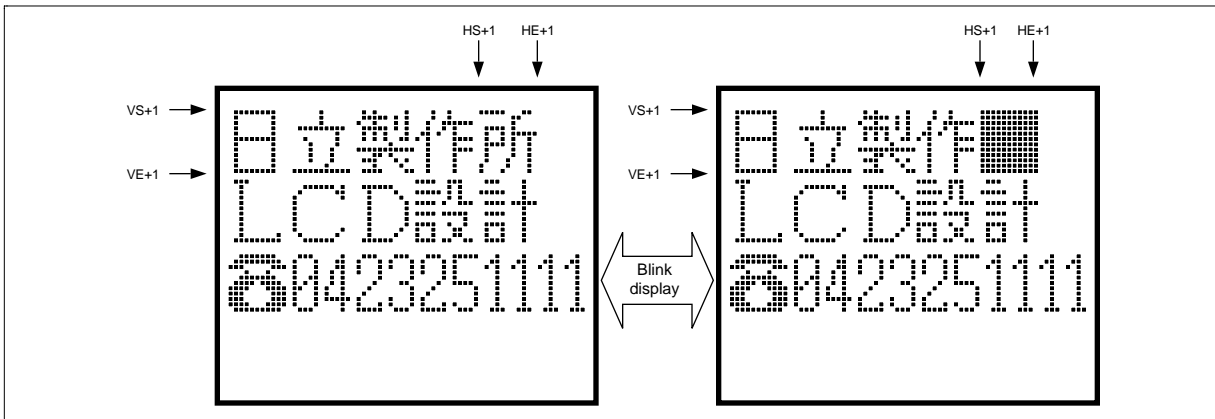 HS+1 HE+1 HS+1 HE+1
VS+1 VS+1
日立製作所 日立製作
VE+1 VE+1
LCD設計 LCD設計
Blink
display
☎0423251111 ☎0423251111